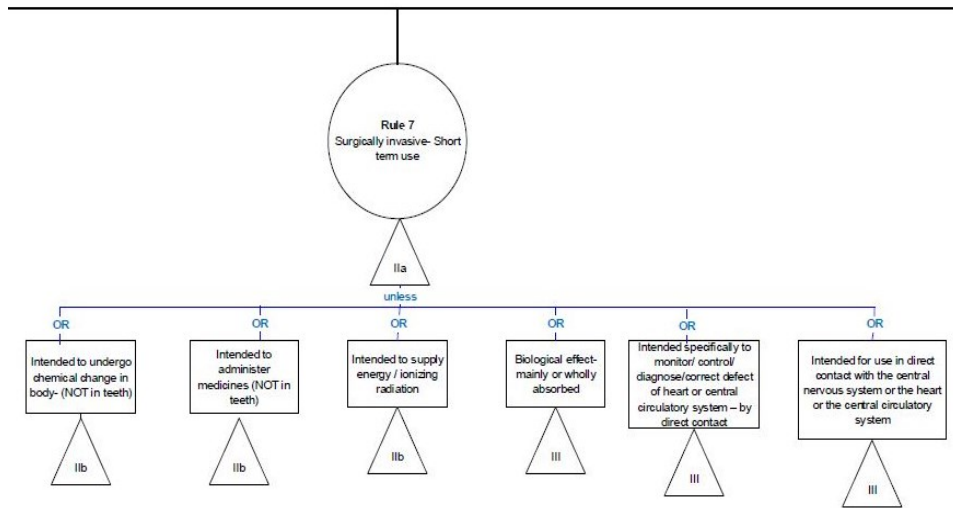 Rule 7
Surgically invasive- Short
term use
IIa
unless
OR
OR
OR
OR
OR
OR
Intended to undergo
chemical change in
body- (NOT in teeth)
Intended to
administer
medicines (NOT in
teeth)
Intended to supply
energy / ionizing
radiation
Biological effect-
mainly or wholly
absorbed
Intended specifically to
monitor/ control/
diagnose/correct defect
of heart or central
circulatory system – by
direct contact
Intended for use in direct
contact with the central
nervous system or the heart
or the central circulatory
system
IIb
IIb
IIb
III
III
III